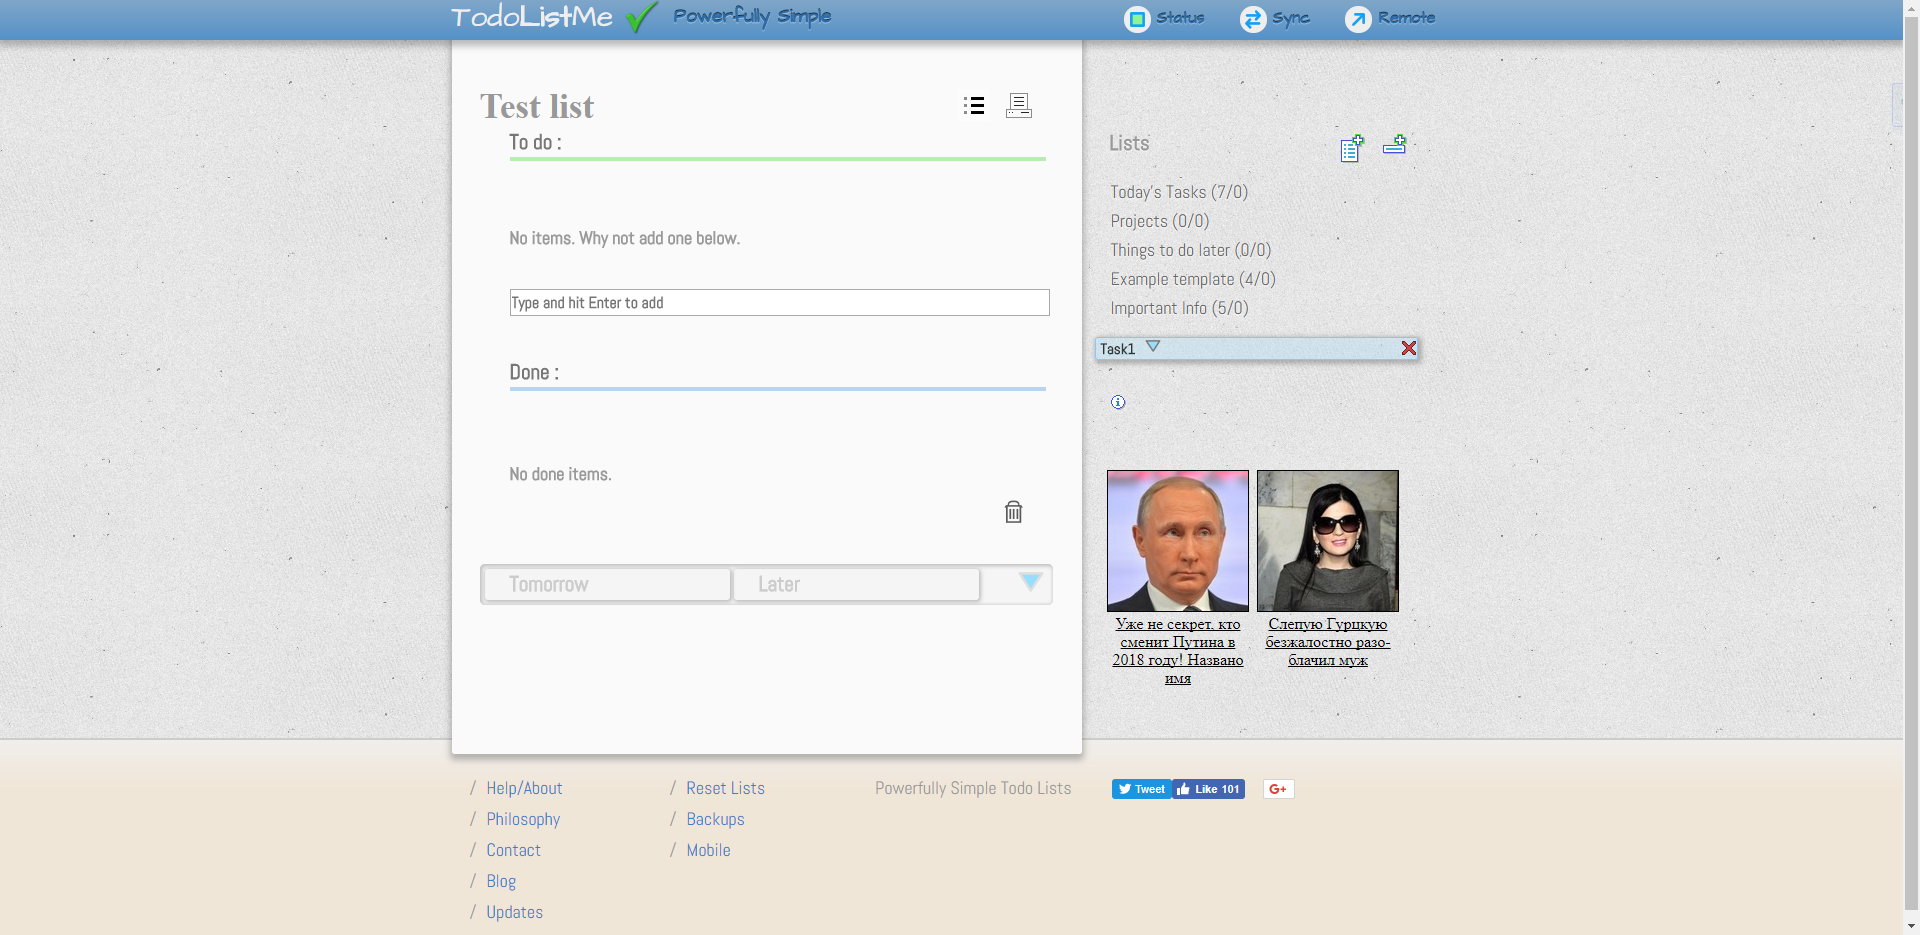 TodoListMe Powerfully Simple Status Sync Remote
Test list
To do :
No items. Why not add one below.
Type and hit Enter to add
Done :
No done items.
Tomorrow Later
Lists
Today's Tasks (7/0)
Projects (0/0)
Things to do later (0/0)
Example template (4/0)
Important Info (5/0)
Task1
Уже не секрет, кто
сменит Путина в
2018 году! Названо
имя
Слепую Гурцкую
безжалостно разо-
блачил муж
/ Help/About
/ Philosophy
/ Contact
/ Blog
/ Updates
/ Reset Lists
/ Backups
/ Mobile
Powerfully Simple Todo Lists
Tweet Like 101 G+